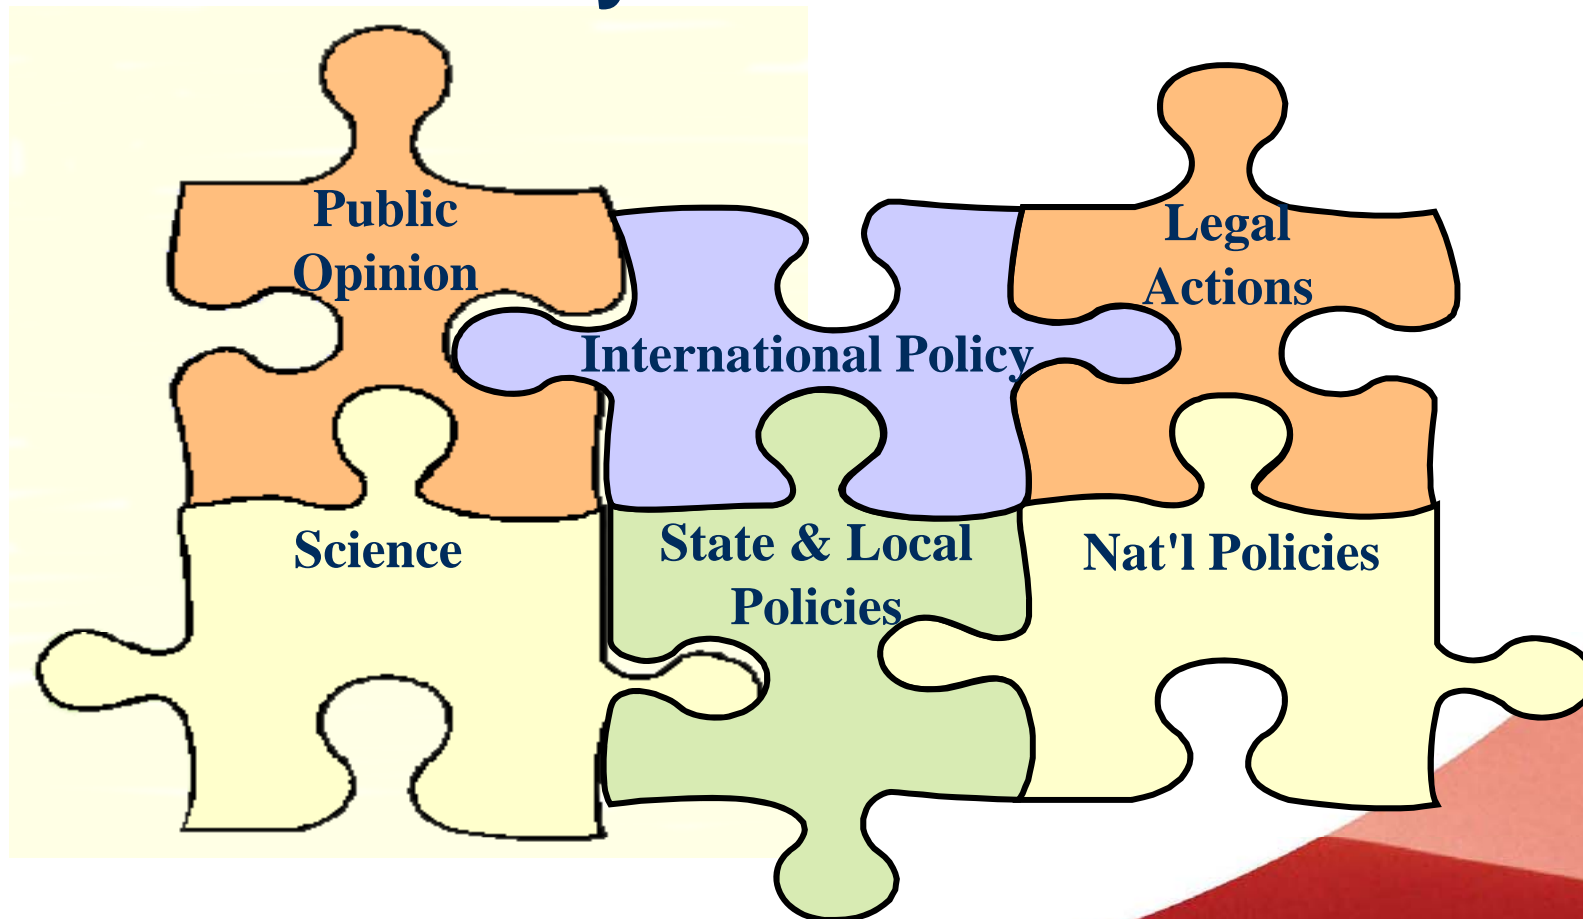 Public
Opinion
Legal
Actions
International Policy
Science
State & Local
Policies
Nat'l Policies